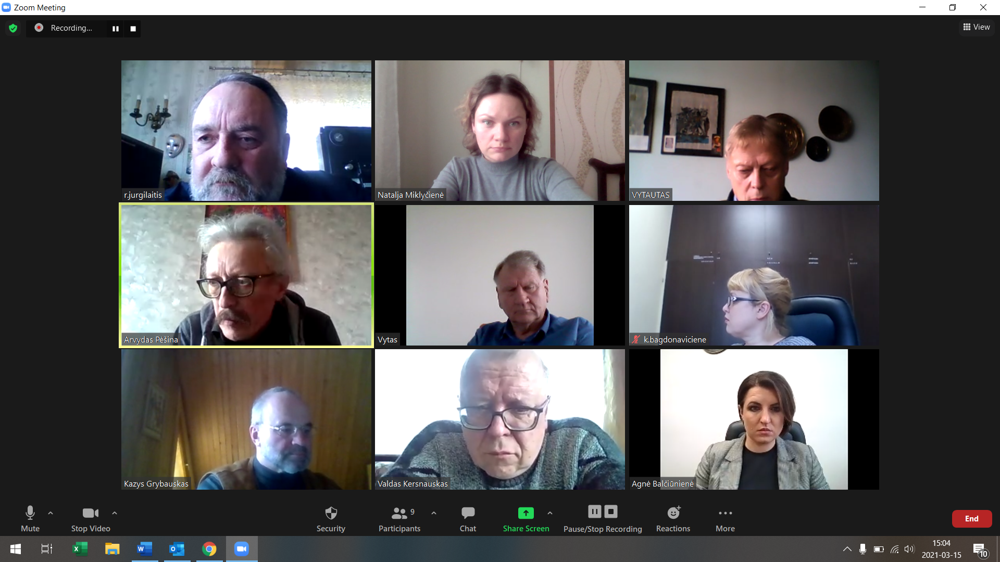 Zoom Meeting
Recording...
View
r.jurgilaitis
Natalja Miklyčienė
VYTAUTAS
Arvydas Pėšina
Vytas
k.bagdonaviciene
Kazys Grybauskas
Valdas Kersnauskas
Agnė Balčiūnienė
Mute
Stop Video
Security
Participants
9
Chat
Share Screen
Pause/Stop Recording
Reactions
More
End
15:04
2021-03-15
10